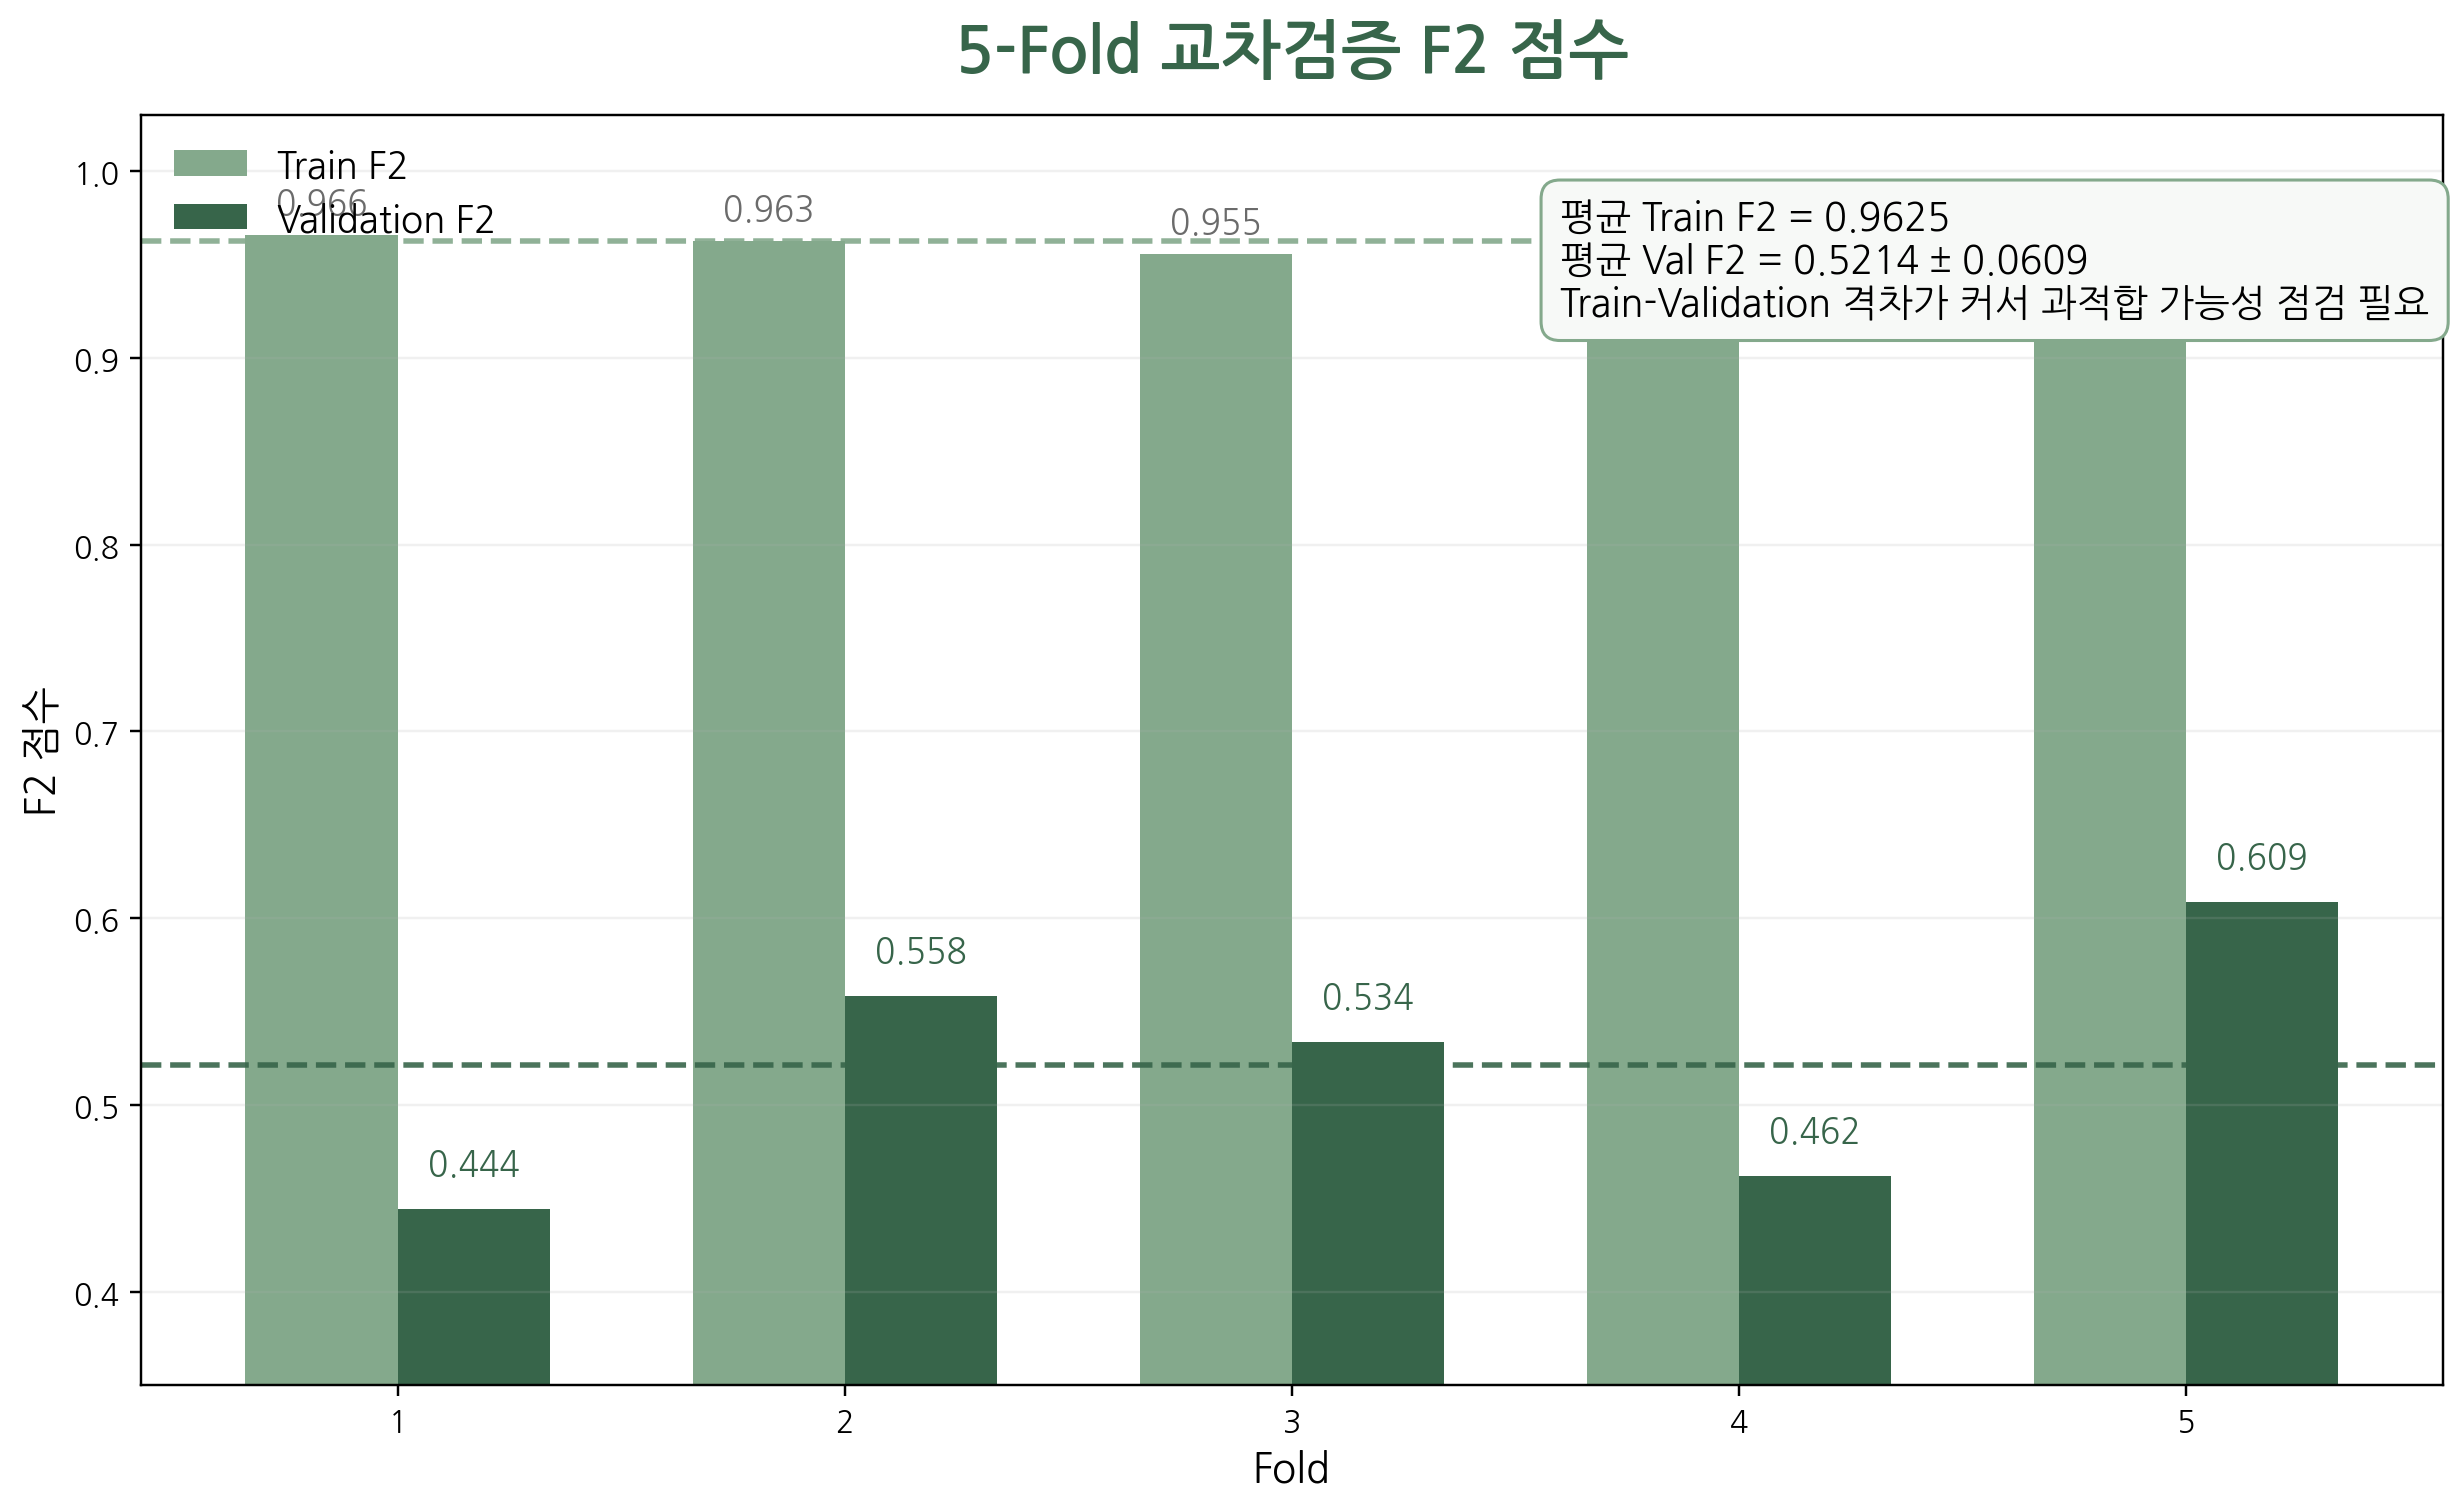 5-Fold 교차검증 F2 점수
Train F2
Validation F2
0.966
0.963
0.955
평균 Train F2 = 0.9625
평균 Val F2 = 0.5214 ± 0.0609
Train-Validation 격차가 커서 과적합 가능성 점검 필요
1.0
0.9
0.8
0.7
0.6
0.5
0.4
F2 점수
0.444
0.558
0.534
0.462
0.609
1
2
3
4
5
Fold